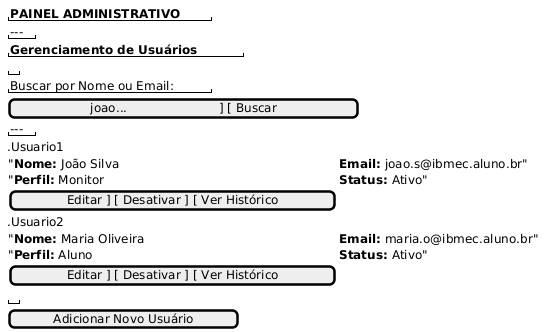 PAINEL ADMINISTRATIVO
---
Gerenciamento de Usuários
Buscar por Nome ou Email:
joao... ] [ Buscar
---
.Usuario1
"Nome: João Silva Email: joao.s@ibmec.aluno.br"
"Perfil: Monitor Status: Ativo"
Editar ] [ Desativar ] [ Ver Histórico
.Usuario2
"Nome: Maria Oliveira Email: maria.o@ibmec.aluno.br"
"Perfil: Aluno Status: Ativo"
Editar ] [ Desativar ] [ Ver Histórico
Adicionar Novo Usuário